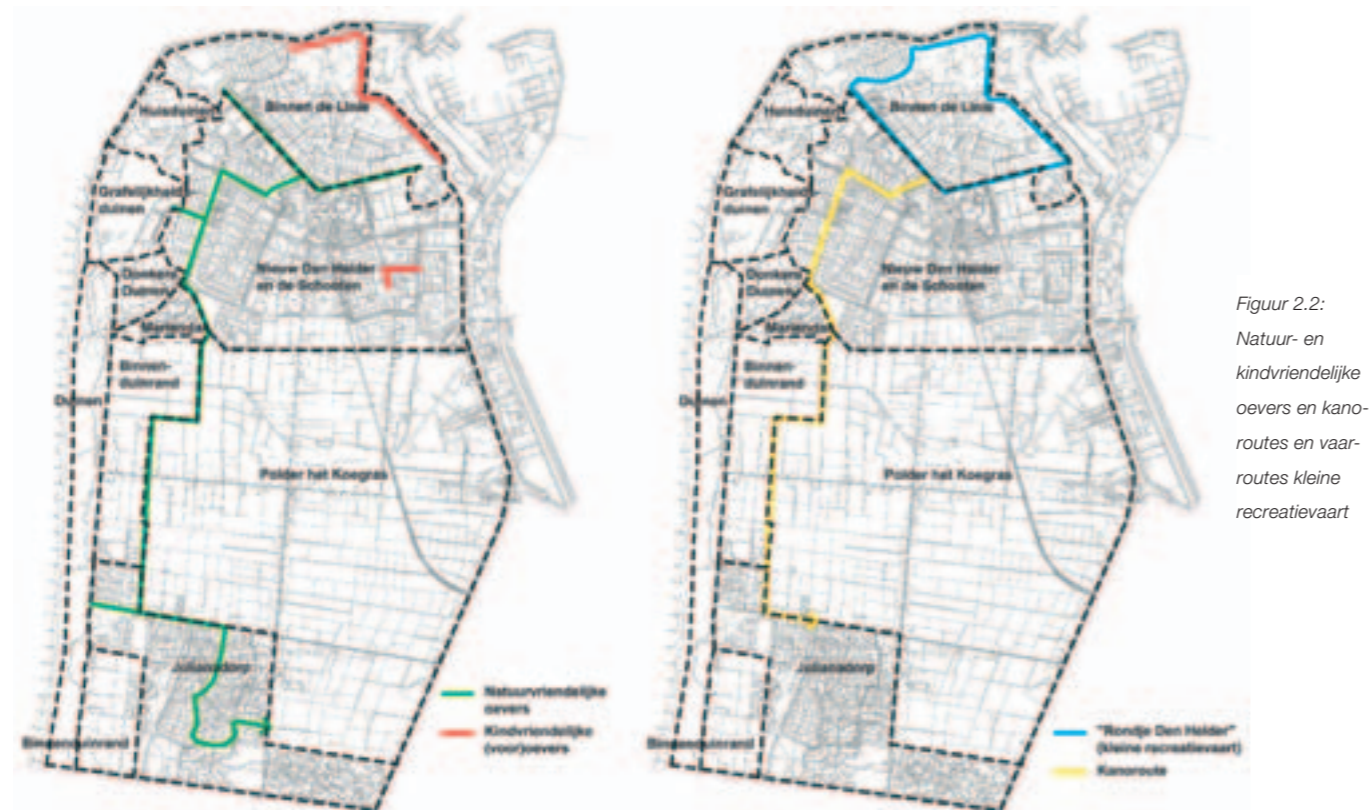 Binnen de Linie
Huisduinen
Grafelijkheids-
duinen
Donkere
Duinen
Nieuw Den Helder
en de Schooten
Mariendal
Binnen-
duinrand
Duinen
Polder het Koegras
Julianadorp
Binnenduinrand
Natuurvriendelijke
oevers
Kindvriendelijke
(voor)oevers
Binnen de Linie
Huisduinen
Grafelijkheids-
duinen
Donkere
Duinen
Nieuw Den Helder
en de Schooten
Mariendal
Binnen-
duinrand
Duinen
Polder het Koegras
Julianadorp
Binnenduinrand
"Rondje Den Helder"
(kleine recreatievaart)
Kanoroute
Figuur 2.2:
Natuur- en
kindvriendelijke
oevers en kano-
routes en vaar-
routes kleine
recreatievaart